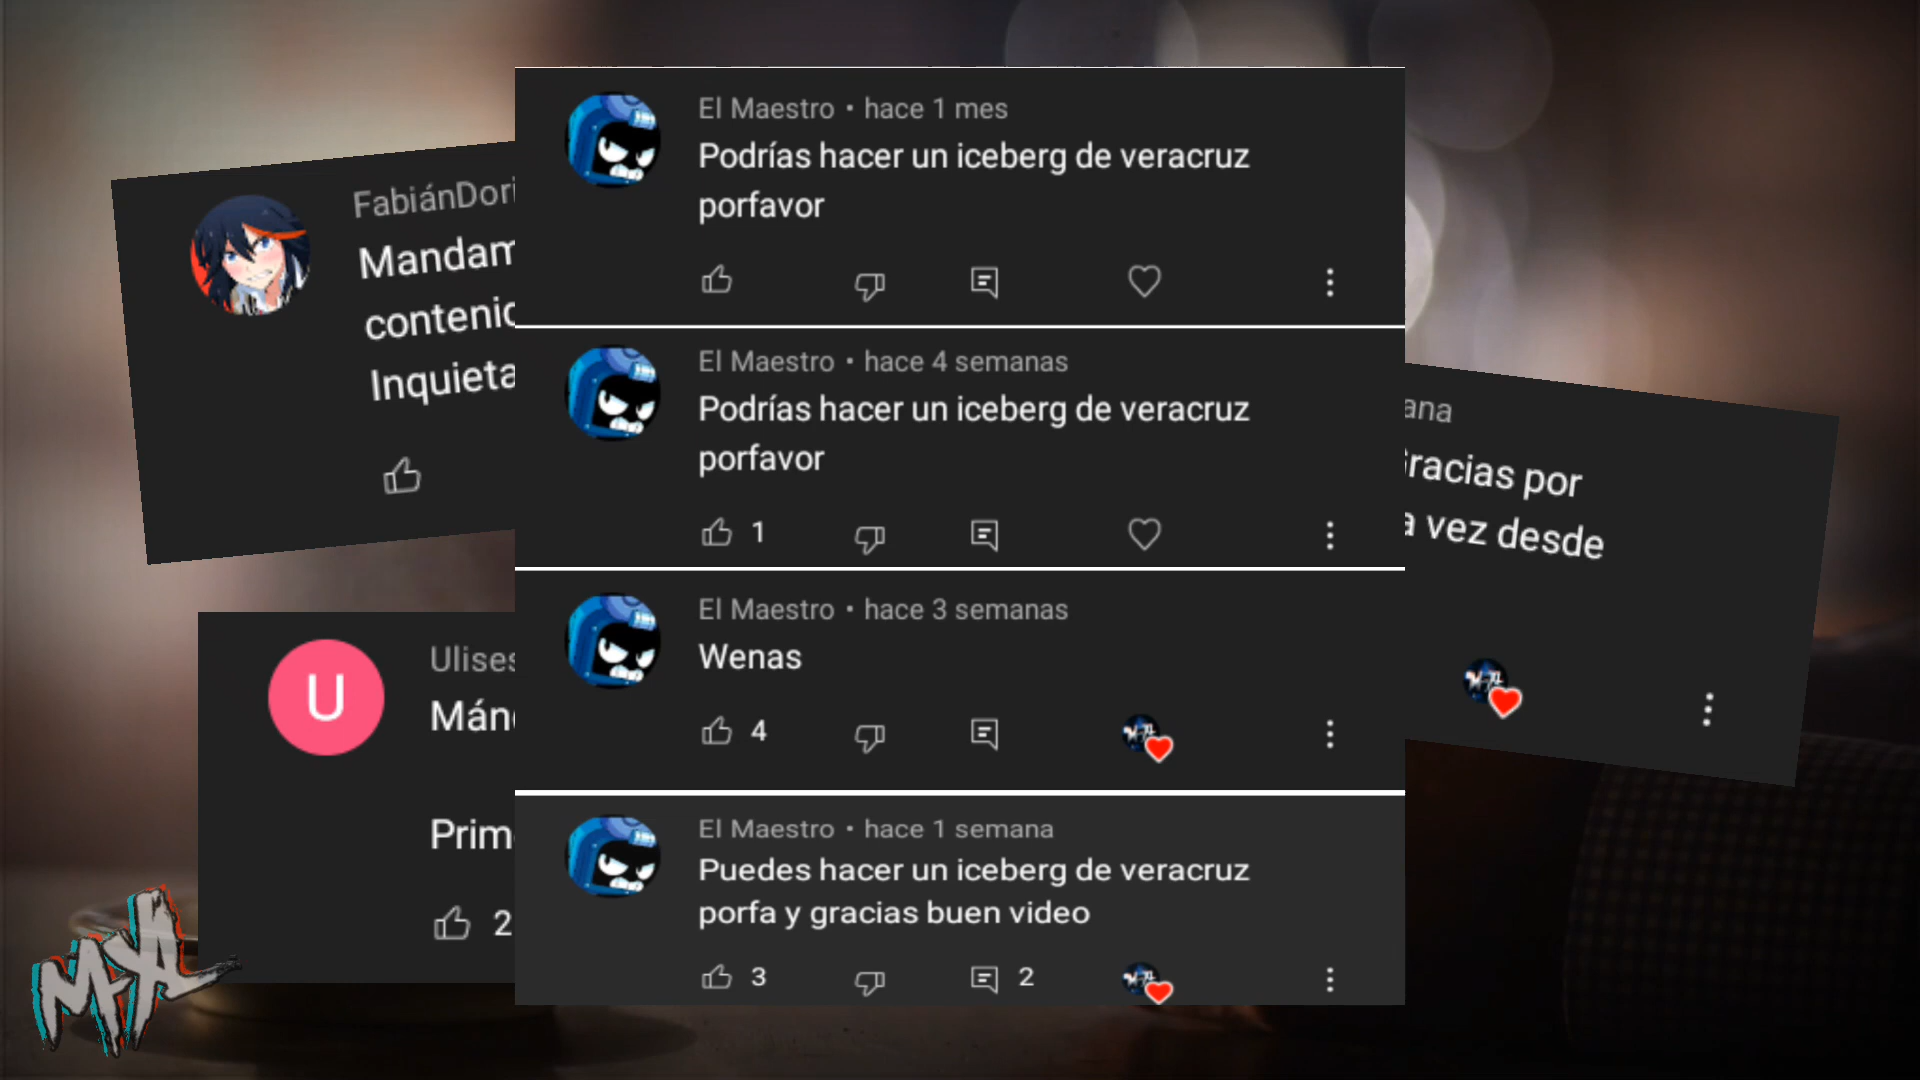 El Maestro • hace 1 mes
Podrías hacer un iceberg de veracruz
porfavor
El Maestro • hace 4 semanas
Podrías hacer un iceberg de veracruz
porfavor
1
El Maestro • hace 3 semanas
Wenas
4
El Maestro • hace 1 semana
Puedes hacer un iceberg de veracruz
porfa y gracias buen video
3 2
FabiánDori
Mandam
contenic
Inquieta
U
Ulises
Mán
Prim
2
ana
racias por
a vez desde
MXL